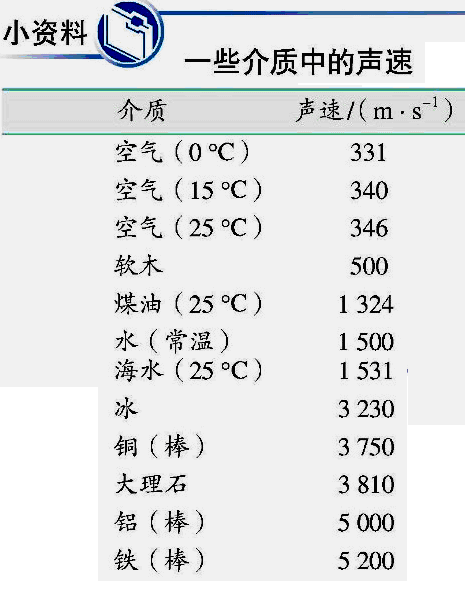 小资料
一些介质中的声速
介质 声速/(m·s⁻¹)
空气（0 ℃） 331
空气（15 ℃） 340
空气（25 ℃） 346
软木 500
煤油（25 ℃） 1 324
水（常温） 1 500
海水（25 ℃） 1 531
冰 3 230
铜（棒） 3 750
大理石 3 810
铝（棒） 5 000
铁（棒） 5 200